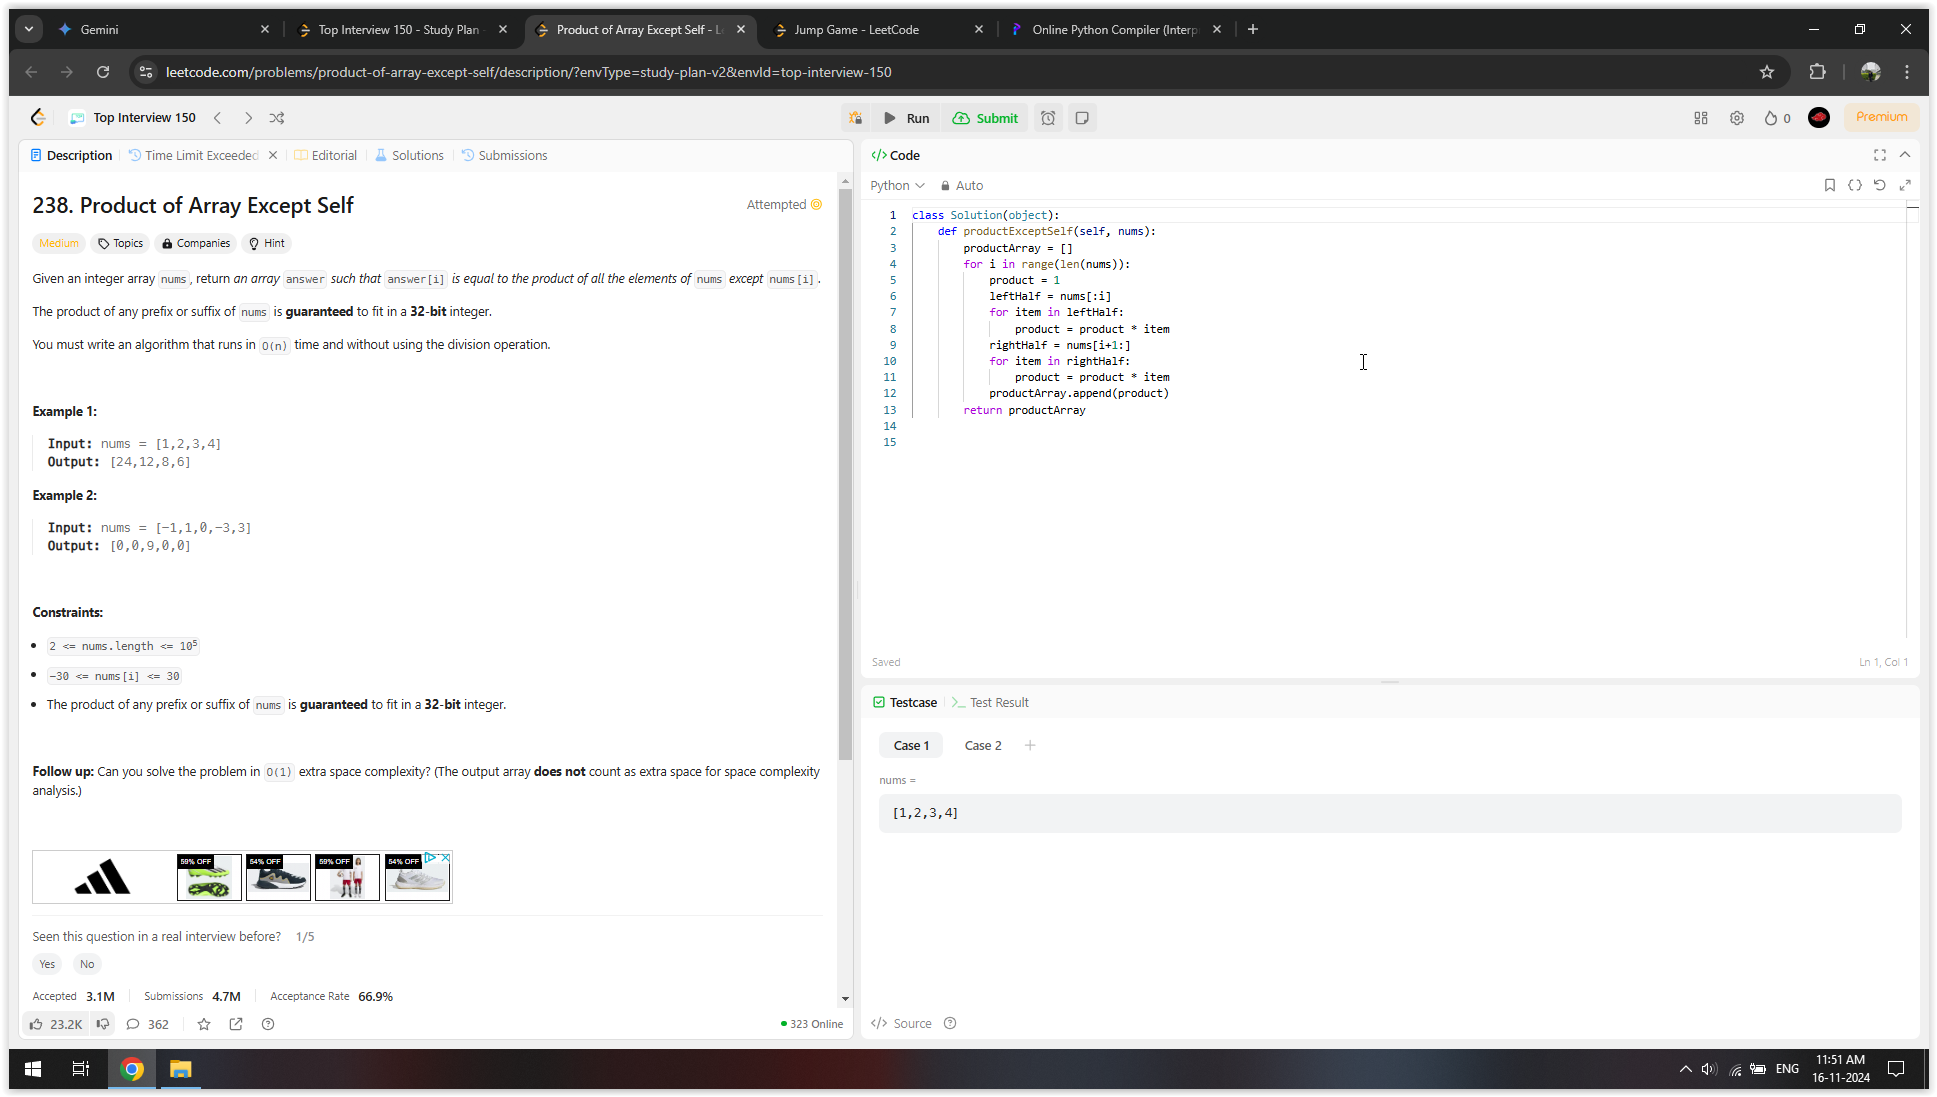 Gemini
Top Interview 150 - Study Plan
Product of Array Except Self - L
Jump Game - LeetCode
Online Python Compiler (Interp
leetcode.com/problems/product-of-array-except-self/description/?envType=study-plan-v2&envId=top-interview-150
Top Interview 150
Run
Submit
0
Premium
Description
Time Limit Exceeded
Editorial
Solutions
Submissions
238. Product of Array Except Self
Attempted
Medium
Topics
Companies
Hint
Given an integer array nums, return an array answer such that answer[i] is equal to the product of all the elements of nums except nums[i].
The product of any prefix or suffix of nums is guaranteed to fit in a 32-bit integer.
You must write an algorithm that runs in O(n) time and without using the division operation.
Example 1:
Input: nums = [1,2,3,4]
Output: [24,12,8,6]
Example 2:
Input: nums = [-1,1,0,-3,3]
Output: [0,0,9,0,0]
Constraints:
• 2 <= nums.length <= 10⁵
• -30 <= nums[i] <= 30
• The product of any prefix or suffix of nums is guaranteed to fit in a 32-bit integer.
Follow up: Can you solve the problem in O(1) extra space complexity? (The output array does not count as extra space for space complexity
analysis.)
59% OFF
54% OFF
59% OFF
54% OFF
Seen this question in a real interview before? 1/5
Yes
No
Accepted 3.1M
Submissions 4.7M
Acceptance Rate 66.9%
23.2K
362
323 Online
</> Code
Python
Auto
1 class Solution(object):
2     def productExceptSelf(self, nums):
3         productArray = []
4         for i in range(len(nums)):
5             product = 1
6             leftHalf = nums[:i]
7             for item in leftHalf:
8                 product = product * item
9             rightHalf = nums[i+1:]
10             for item in rightHalf:
11                 product = product * item
12             productArray.append(product)
13         return productArray
14
15
Saved
Ln 1, Col 1
Testcase
Test Result
Case 1
Case 2
nums =
[1,2,3,4]
</> Source
ENG
11:51 AM
16-11-2024